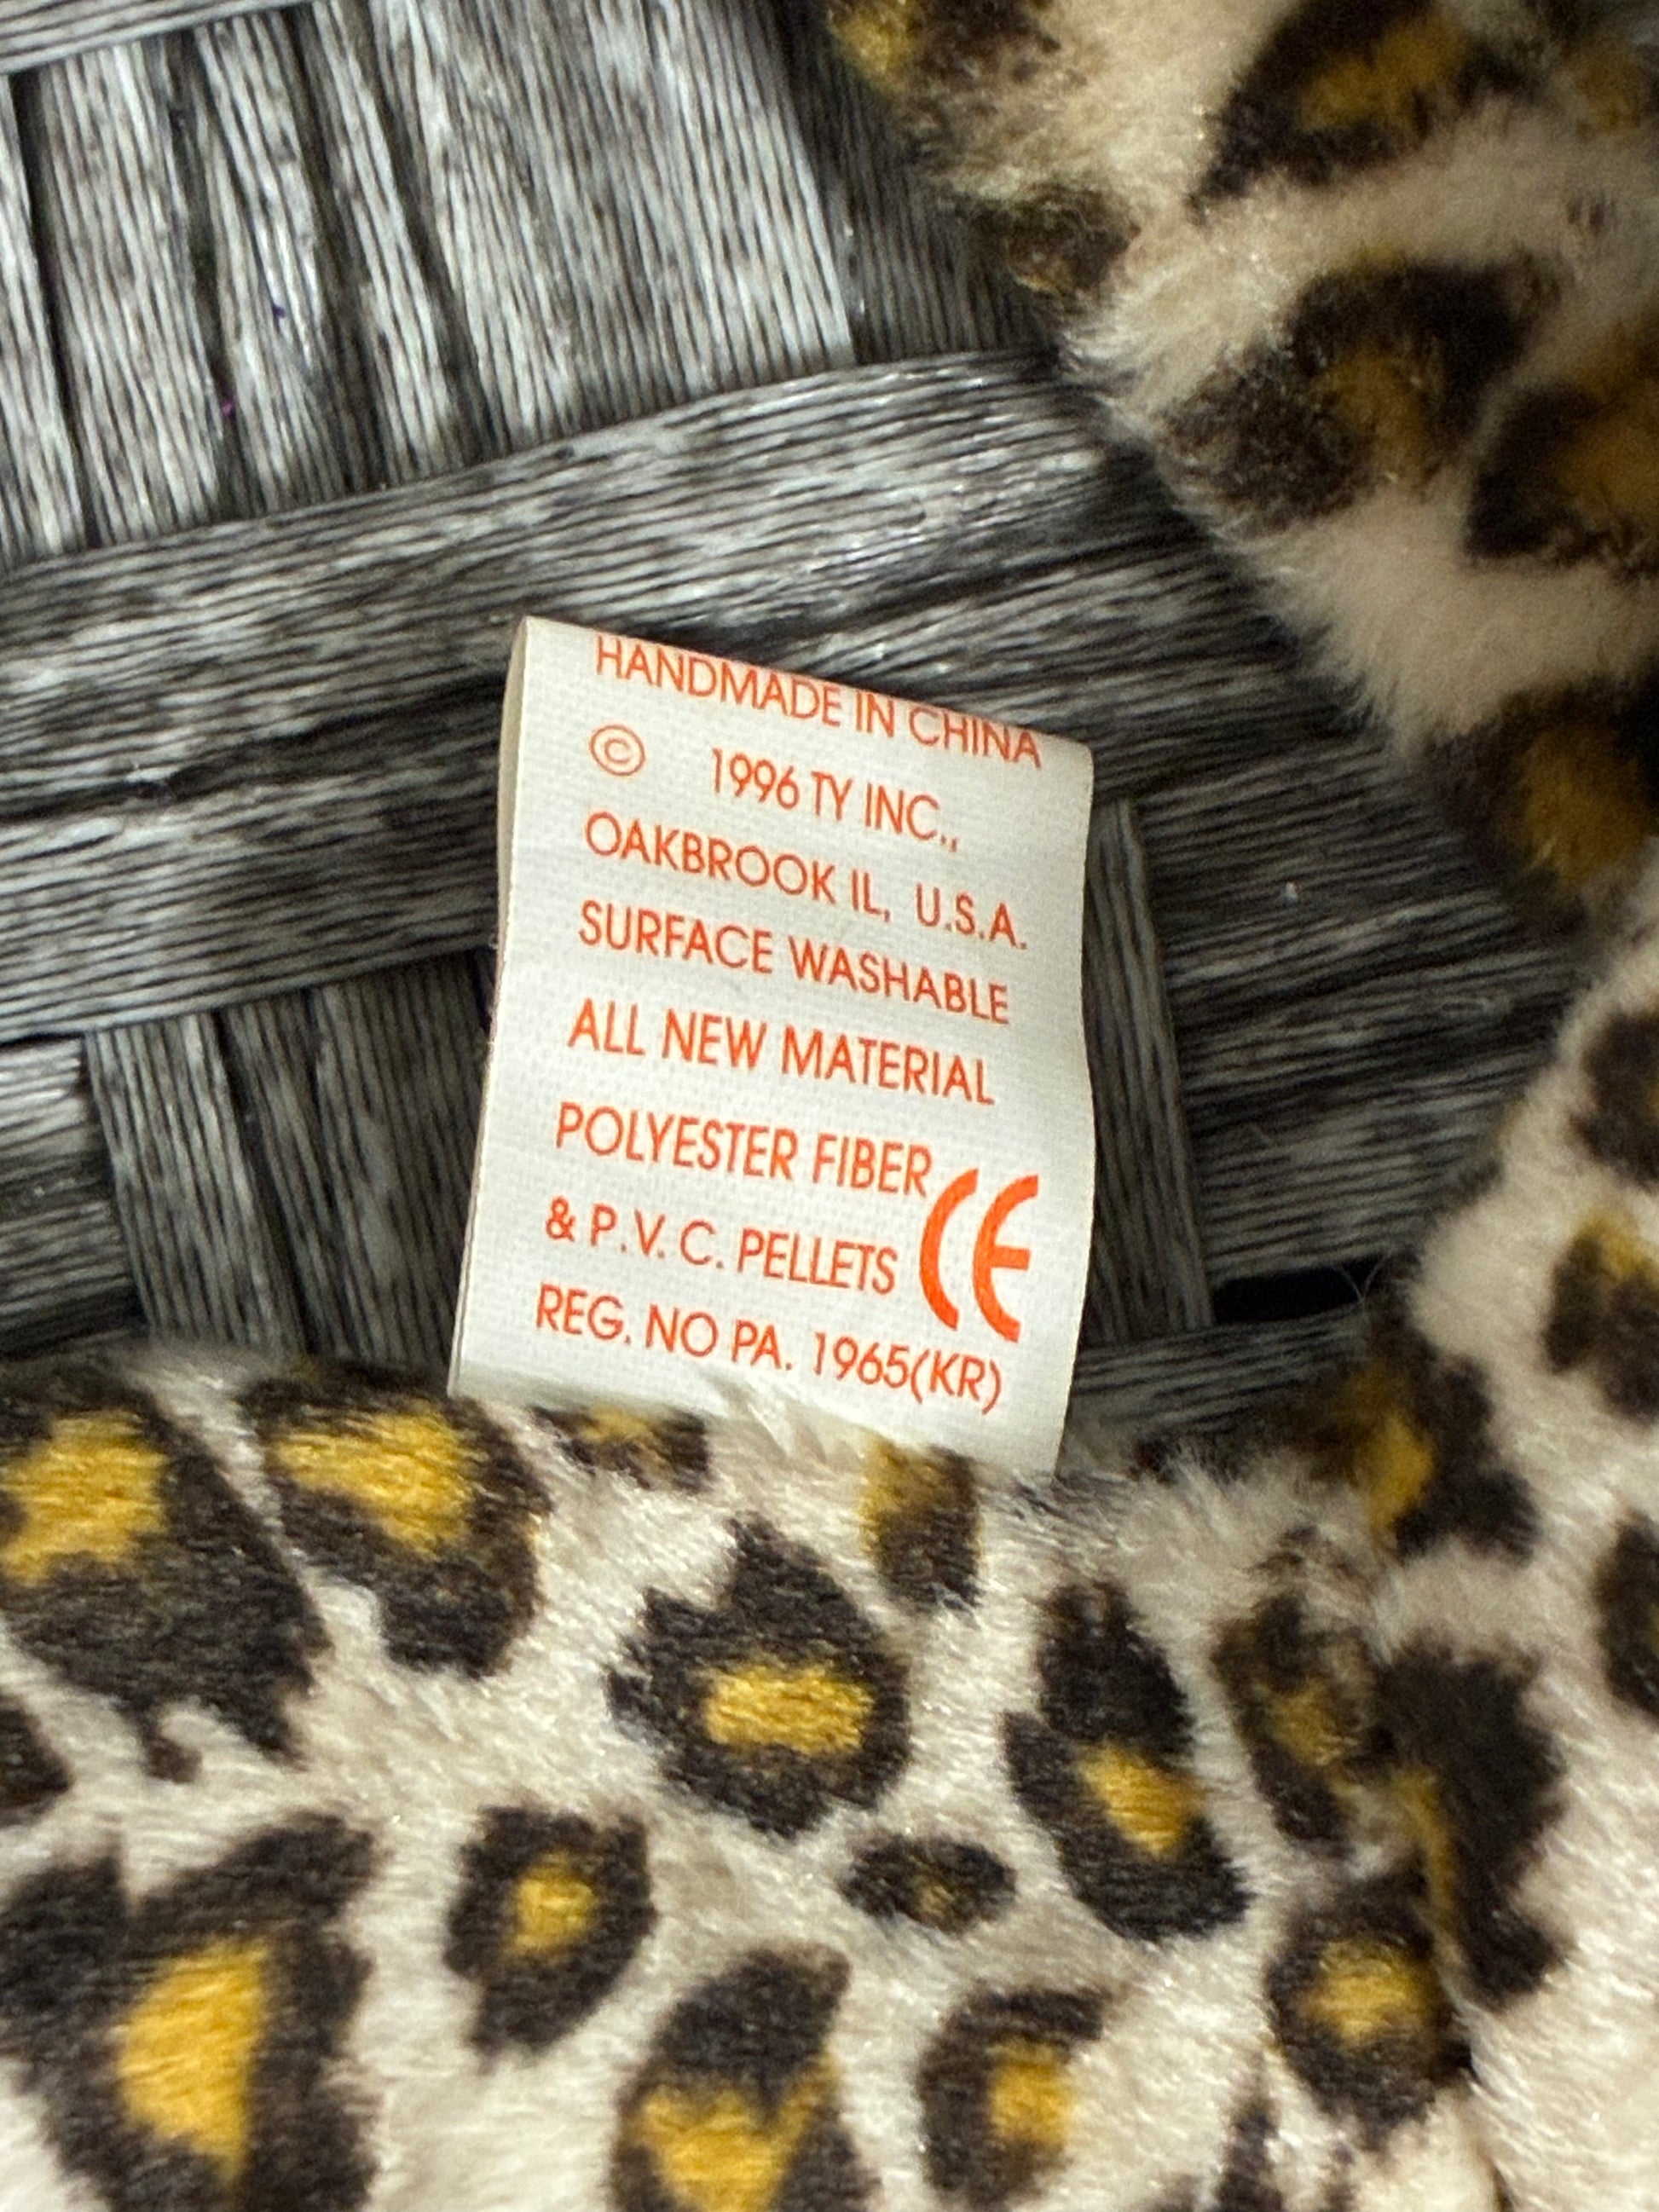 HANDMADE IN CHINA
© 1996 TY INC.,
OAKBROOK IL, U.S.A.
SURFACE WASHABLE
ALL NEW MATERIAL
POLYESTER FIBER
& P.V.C. PELLETS CE
REG. NO PA. 1965(KR)